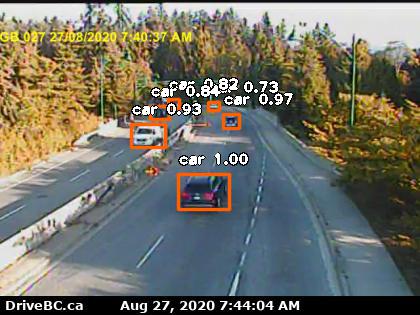 GB 027 27/08/2020 7:40:37 AM
car 0.82
car 0.84
0.73
car 0.97
car 0.93
car 1.00
DriveBC.ca Aug 27, 2020 7:44:04 AM